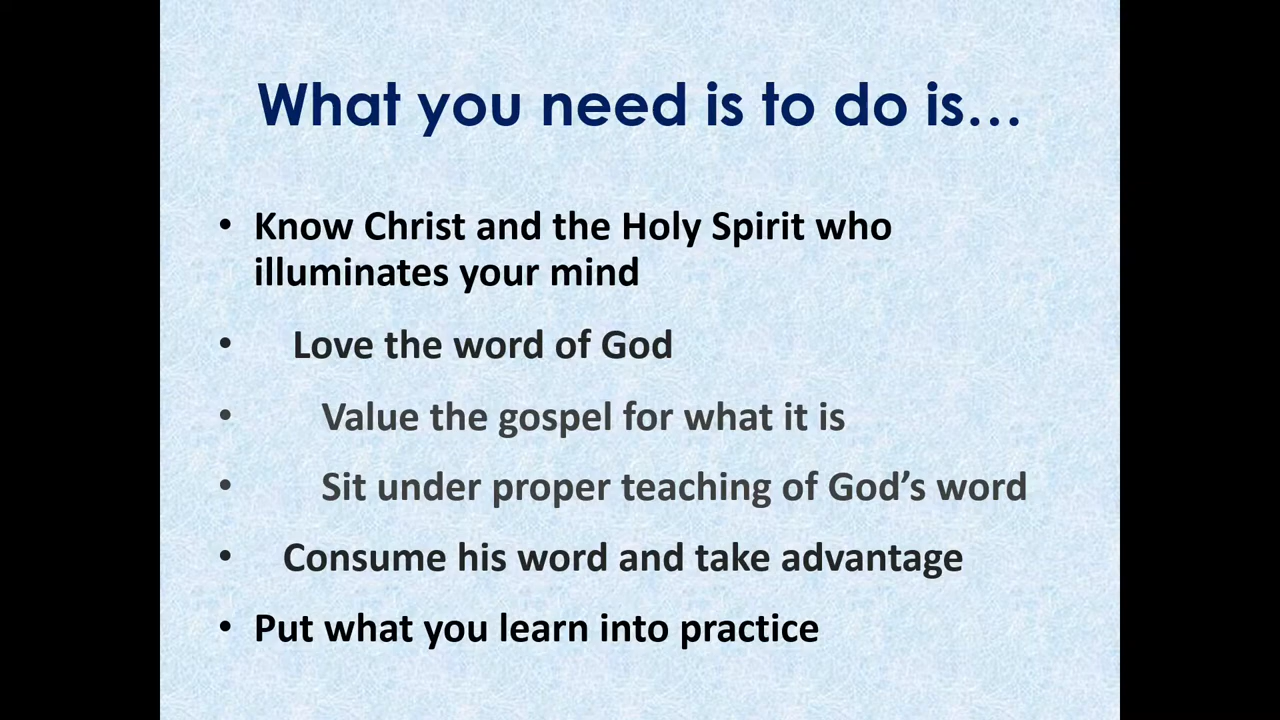 What you need is to do is…
• Know Christ and the Holy Spirit who
illuminates your mind
• Love the word of God
• Value the gospel for what it is
• Sit under proper teaching of God’s word
• Consume his word and take advantage
• Put what you learn into practice